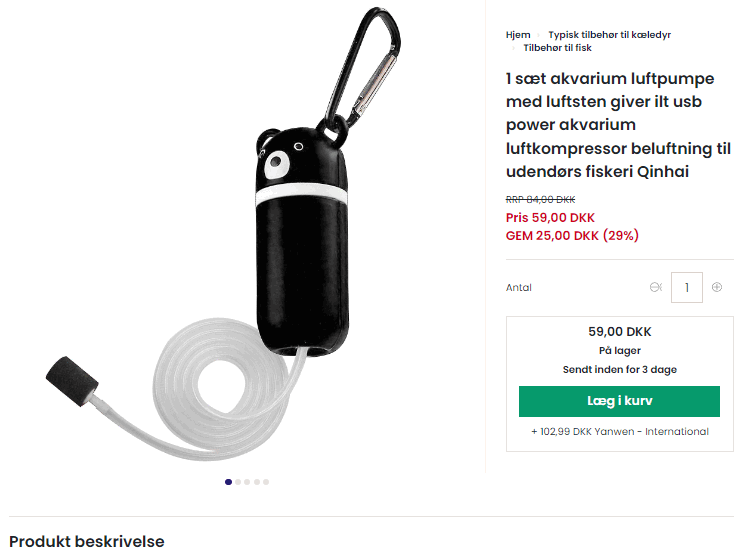 Hjem
Typisk tilbehør til kæledyr
Tilbehør til fisk
1 sæt akvarium luftpumpe
med luftsten giver ilt usb
power akvarium
luftkompressor beluftning til
udendørs fiskeri Qinhai
RRP 84,00 DKK
Pris 59,00 DKK
GEM 25,00 DKK (29%)
Antal
1
59,00 DKK
På lager
Sendt inden for 3 dage
Læg i kurv
+ 102,99 DKK Yanwen - International
Produkt beskrivelse